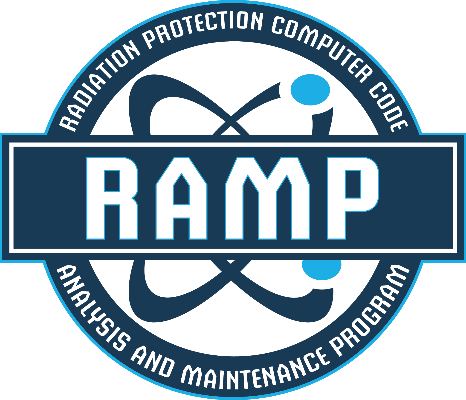 RADIATION PROTECTION COMPUTER CODE
RAMP
ANALYSIS AND MAINTENANCE PROGRAM